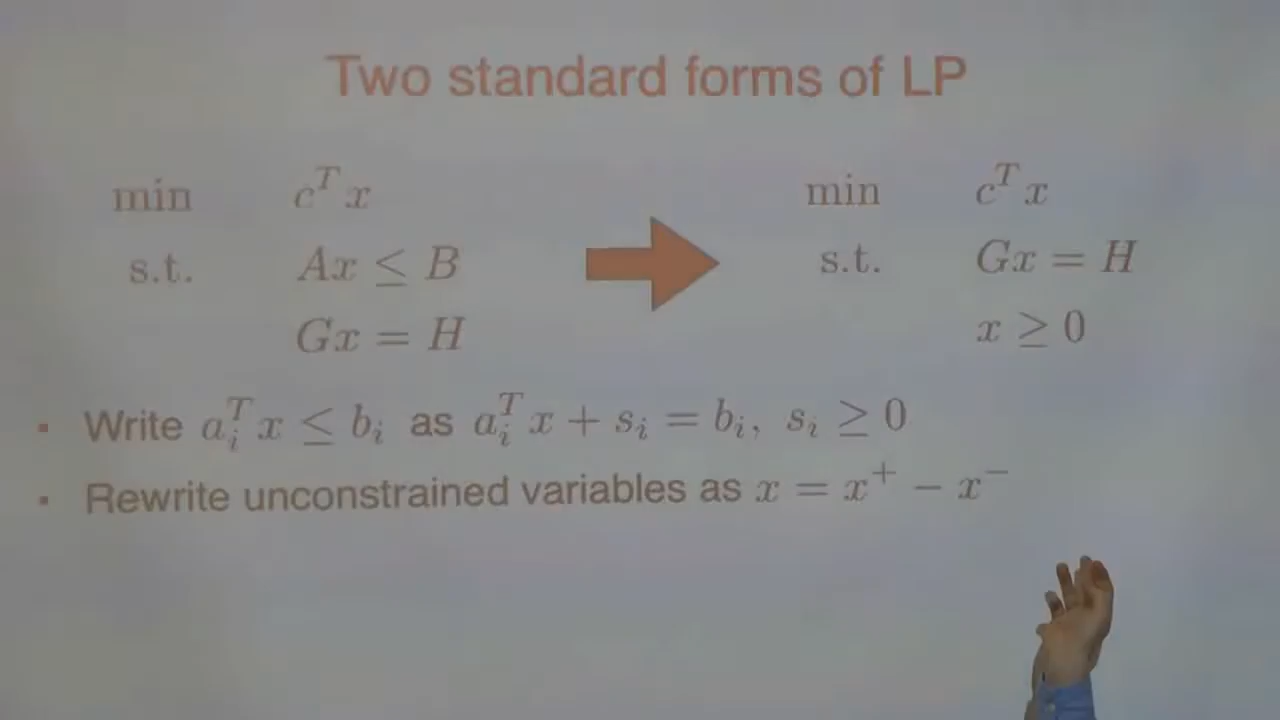 Two standard forms of LP
min c^T x
s.t. Ax ≤ B
Gx = H
min c^T x
s.t. Gx = H
x ≥ 0
▪ Write a_i^T x ≤ b_i as a_i^T x + s_i = b_i, s_i ≥ 0
▪ Rewrite unconstrained variables as x = x^+ − x^−